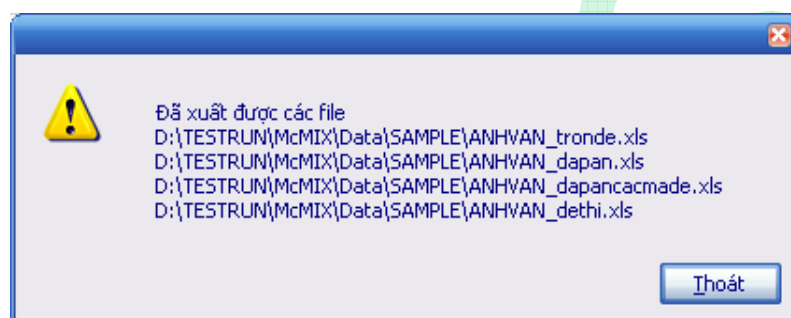 Đã xuất được các file
D:\TESTRUN\McMIX\Data\SAMPLE\ANHVAN_tronde.xls
D:\TESTRUN\McMIX\Data\SAMPLE\ANHVAN_dapan.xls
D:\TESTRUN\McMIX\Data\SAMPLE\ANHVAN_dapancacmade.xls
D:\TESTRUN\McMIX\Data\SAMPLE\ANHVAN_dethi.xls
Thoát